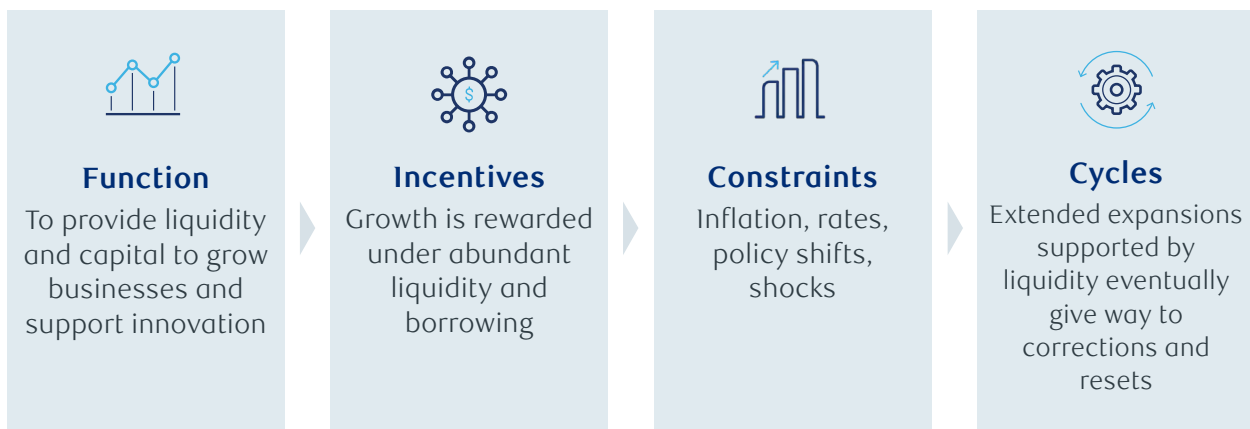 Function
To provide liquidity
and capital to grow
businesses and
support innovation
Incentives
Growth is rewarded
under abundant
liquidity and
borrowing
$
Constraints
Inflation, rates,
policy shifts,
shocks
Cycles
Extended expansions
supported by
liquidity eventually
give way to
corrections and
resets